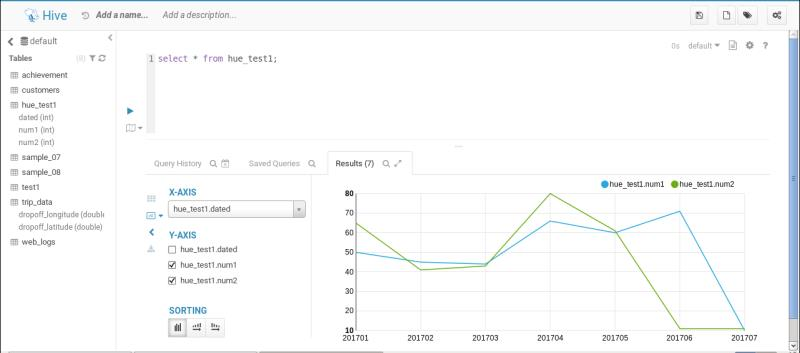 Hive
Add a name...
Add a description...
default
Tables
(8)
achievement
customers
hue_test1
dated (int)
num1 (int)
num2 (int)
sample_07
sample_08
test1
trip_data
dropoff_longitude (double
dropoff_latitude (double)
web_logs
0s default ?
1 select * from hue_test1;
Query History
Saved Queries
Results (7)
X-AXIS
hue_test1.dated
Y-AXIS
hue_test1.dated
hue_test1.num1
hue_test1.num2
SORTING
hue_test1.num1 hue_test1.num2
80
70
60
50
40
30
20
10
201701 201702 201703 201704 201705 201706 201707